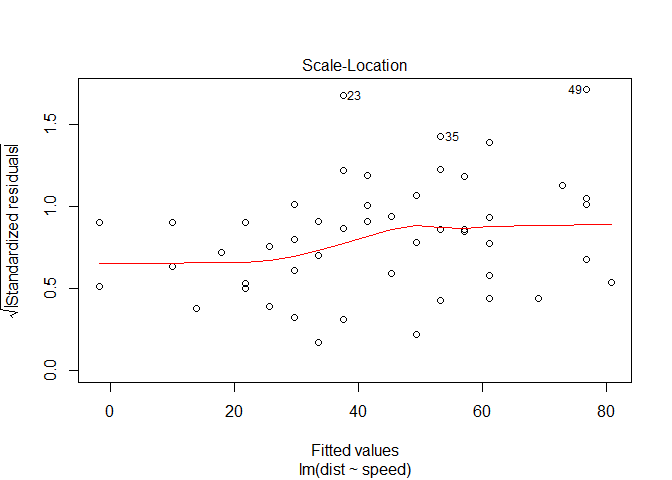 Scale-Location
√|Standardized residuals|
1.5
1.0
0.5
0.0
23
49
35
0 20 40 60 80
Fitted values
lm(dist ~ speed)